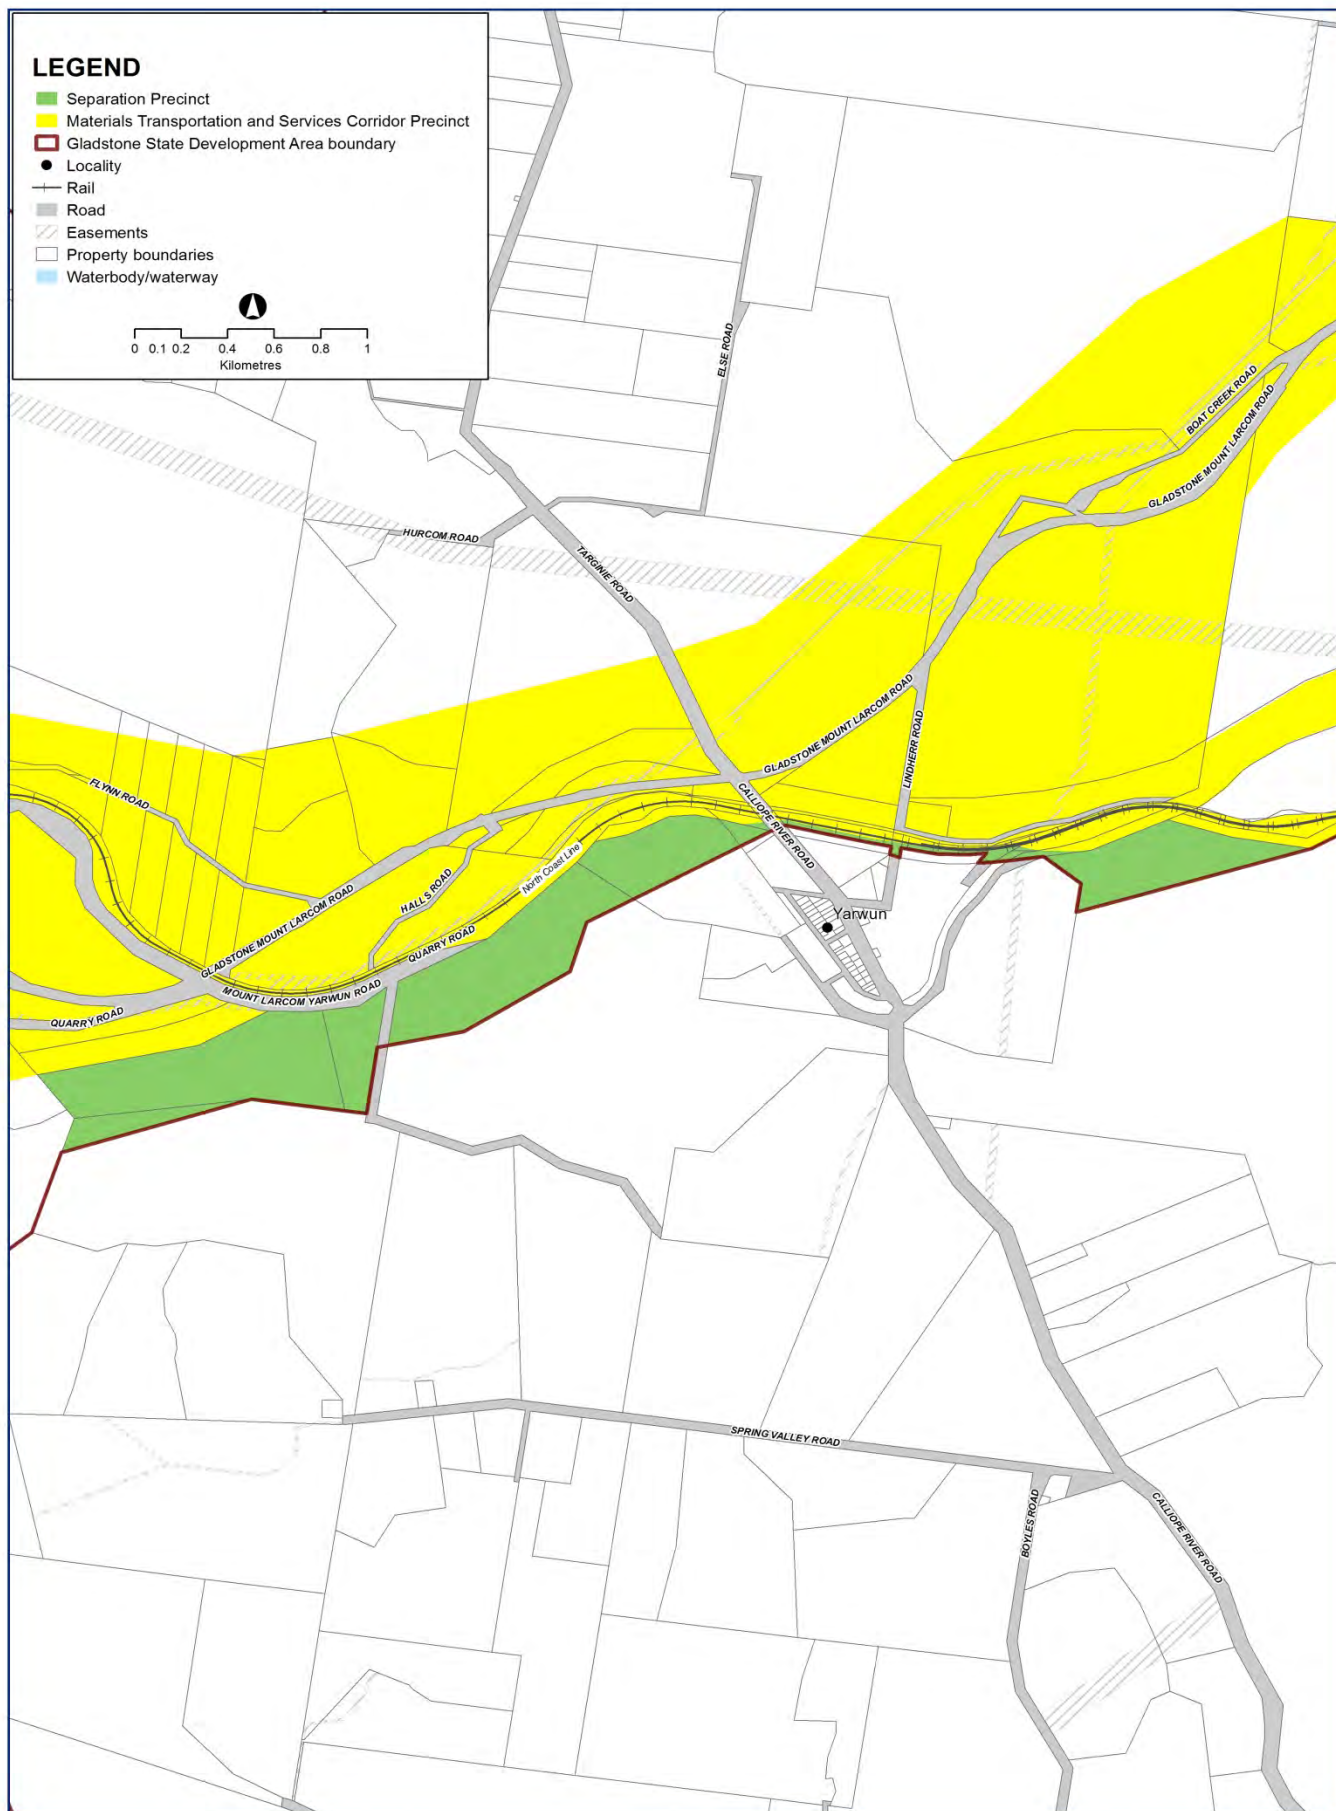 LEGEND
Separation Precinct
Materials Transportation and Services Corridor Precinct
Gladstone State Development Area boundary
Locality
Rail
Road
Easements
Property boundaries
Waterbody/waterway
0 0.1 0.2 0.4 0.6 0.8 1
Kilometres
ELSE ROAD
BOAT CREEK ROAD
GLADSTONE MOUNT LARCOM ROAD
HURCOM ROAD
TARGINIE ROAD
GLADSTONE MOUNT LARCOM ROAD
LINDHERR ROAD
FLYNN ROAD
CALLIOPE RIVER ROAD
North Coast Line
HALLS ROAD
GLADSTONE MOUNT LARCOM ROAD
Yarwun
QUARRY ROAD
MOUNT LARCOM YARWUN ROAD
QUARRY ROAD
SPRING VALLEY ROAD
BOYLES ROAD
CALLIOPE RIVER ROAD